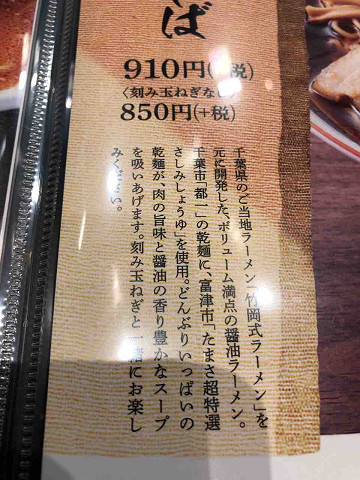 ば
910円(+税)
〈刻み玉ねぎなし〉
850円(+税)
千葉県のご当地ラーメン「竹岡式ラーメン」を
元に開発した、ボリューム満点の醤油ラーメン。
千葉市「都一」の乾麺に、富津市「たまさ超特選
さしみしょうゆ」を使用。どんぶりいっぱいの
乾麺が、肉の旨味と醤油の香り豊かなスープ
を吸いあげます。刻み玉ねぎと一緒にお楽し
みください。